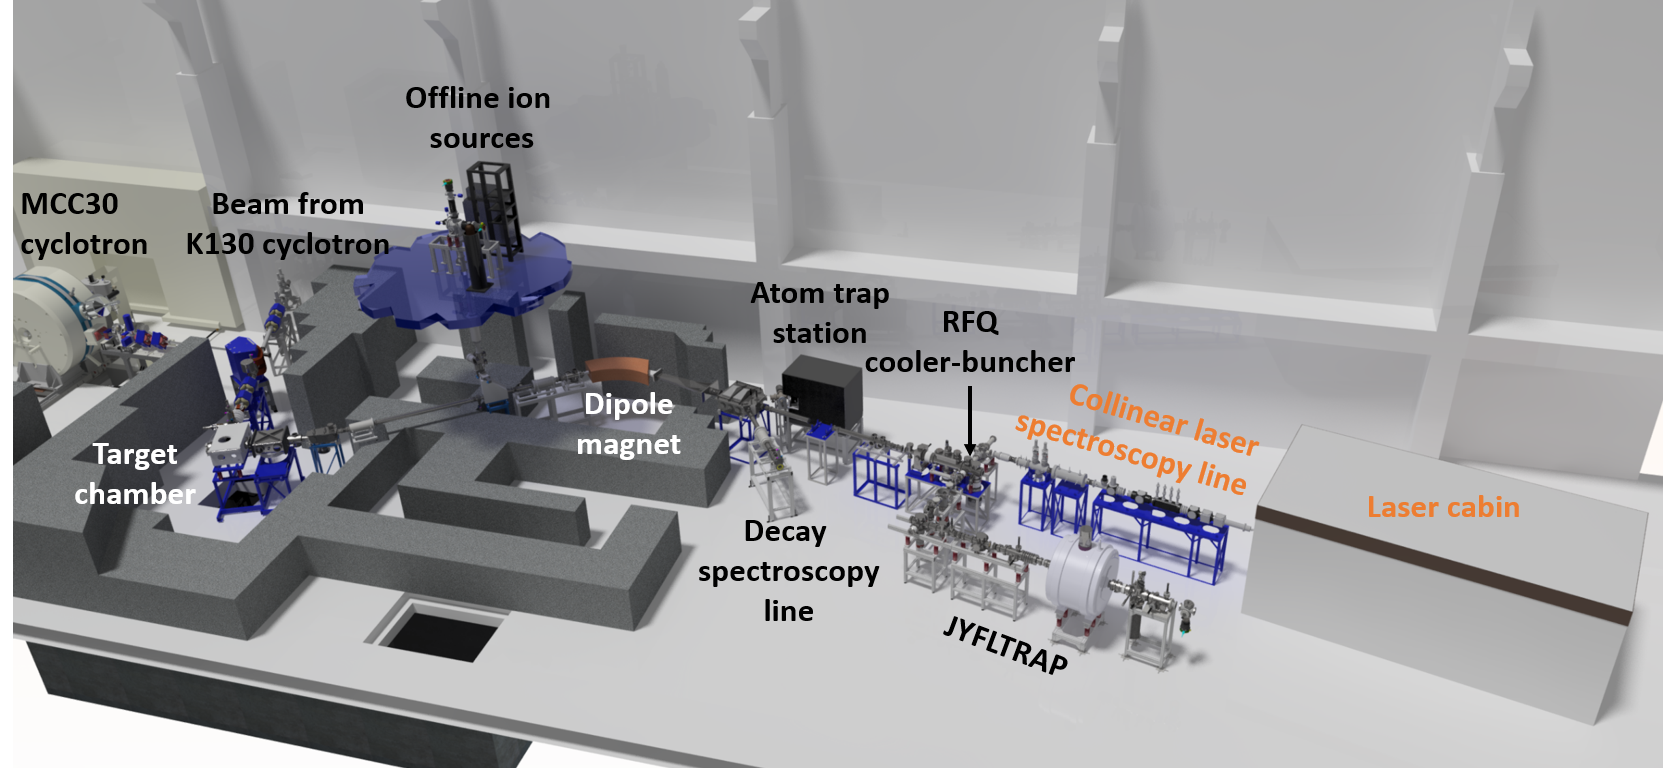 Offline ion
sources
MCC30
cyclotron
Beam from
K130 cyclotron
Atom trap
station
RFQ
cooler-buncher
Collinear laser
spectroscopy line
Dipole
magnet
Target
chamber
Laser cabin
Decay
spectroscopy
line
JYFLTRAP